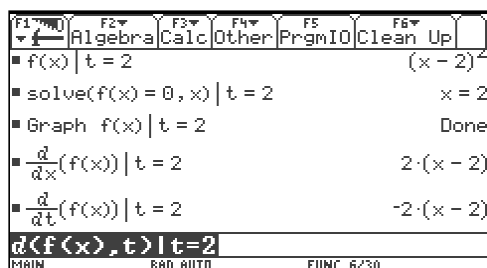 F1 F2 F3 F4 F5 F6
Algebra Calc Other PrgmIO Clean Up
f(x) | t = 2 (x − 2)²
solve(f(x) = 0, x) | t = 2 x = 2
Graph f(x) | t = 2 Done
d/dx(f(x)) | t = 2 2·(x − 2)
d/dt(f(x)) | t = 2 -2·(x − 2)
d(f(x),t)|t=2
MAIN RAD AUTO FUNC 6/30